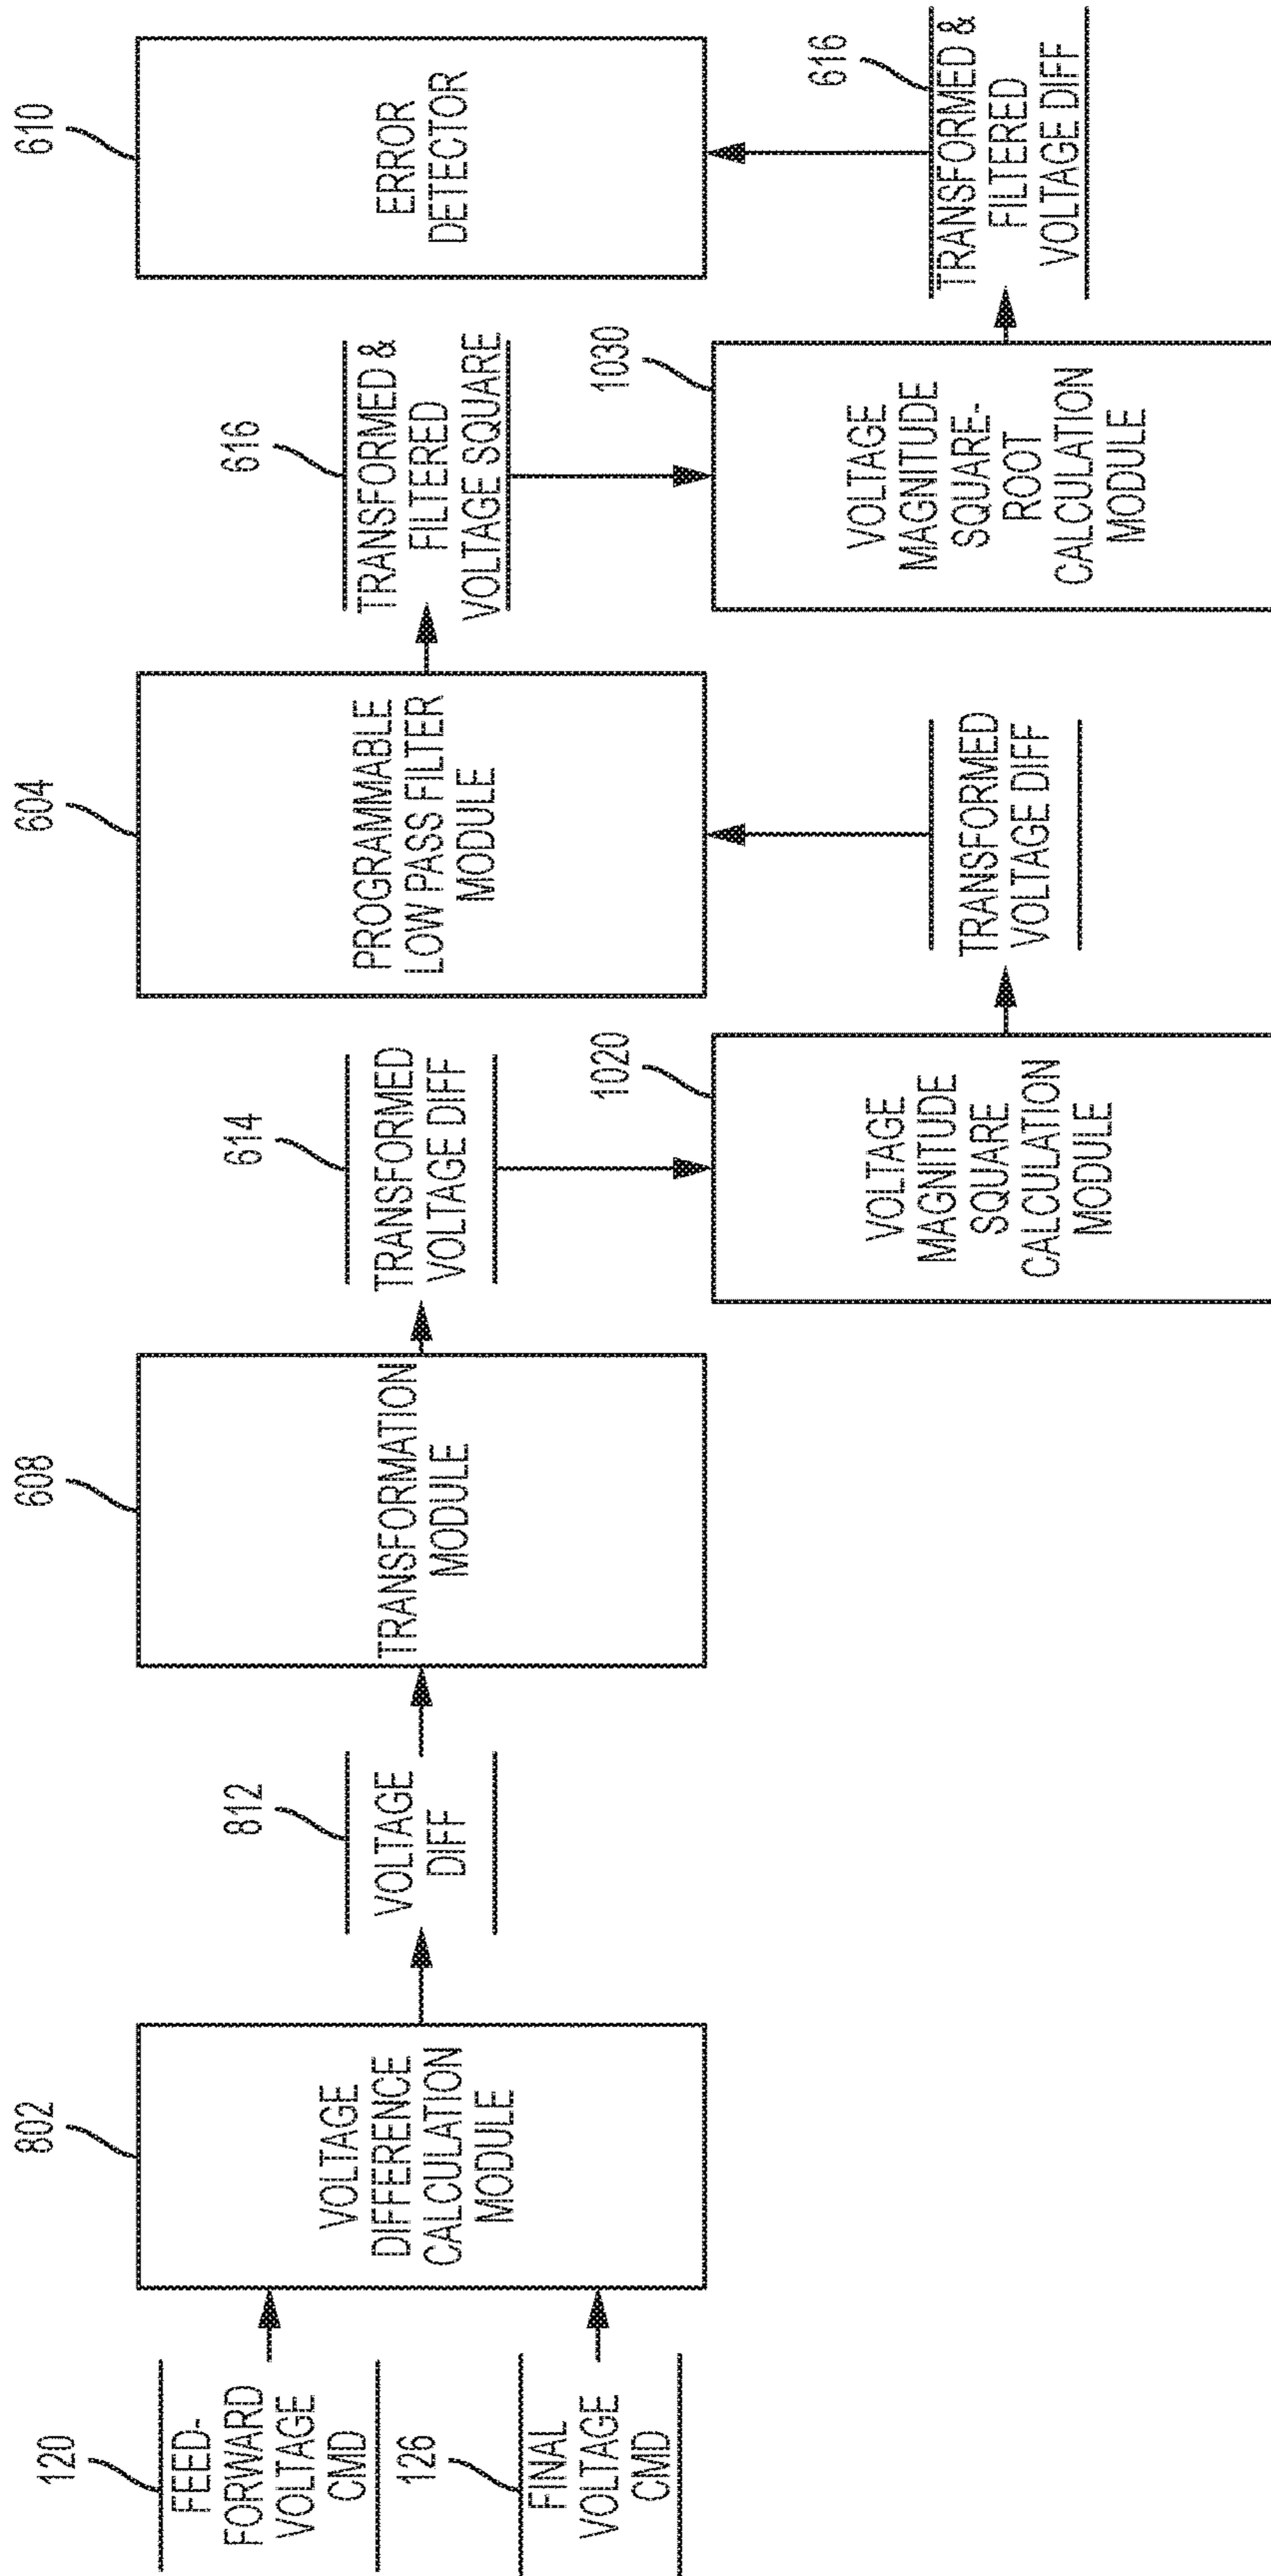 120
FEED-
FORWARD
VOLTAGE
CMD
126
FINAL
VOLTAGE
CMD
802
VOLTAGE
DIFFERENCE
CALCULATION
MODULE
812
VOLTAGE
DIFF
608
TRANSFORMATION
MODULE
614
TRANSFORMED
VOLTAGE DIFF
1020
VOLTAGE
MAGNITUDE
SQUARE
CALCULATION
MODULE
TRANSFORMED
VOLTAGE DIFF
604
PROGRAMMABLE
LOW PASS FILTER
MODULE
616
TRANSFORMED &
FILTERED
VOLTAGE SQUARE
1030
VOLTAGE
MAGNITUDE
SQUARE-
ROOT
CALCULATION
MODULE
616
TRANSFORMED &
FILTERED
VOLTAGE DIFF
610
ERROR
DETECTOR